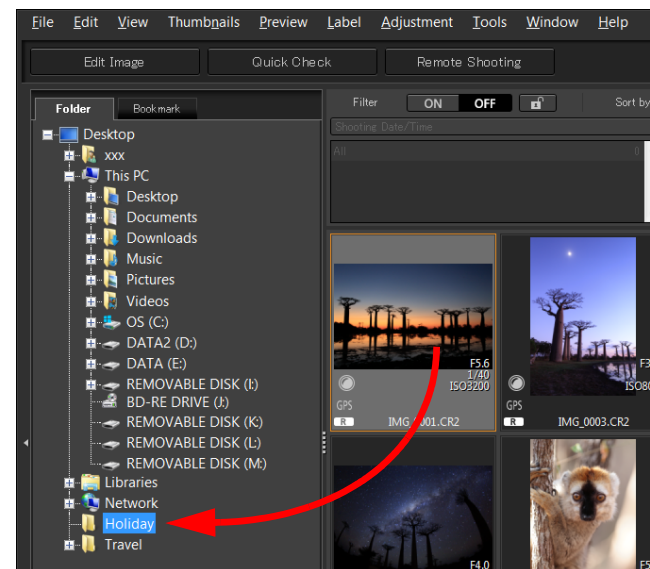 File Edit View Thumbnails Preview Label Adjustment Tools Window Help
Edit Image Quick Check Remote Shooting
Folder Bookmark
Filter ON OFF Sort by
Shooting Date/Time
All 0
Desktop
xxx
This PC
Desktop
Documents
Downloads
Music
Pictures
Videos
OS (C:)
DATA2 (D:)
DATA (E:)
REMOVABLE DISK (I:)
BD-RE DRIVE (J:)
REMOVABLE DISK (K:)
REMOVABLE DISK (L:)
REMOVABLE DISK (M:)
Libraries
Network
Holiday
Travel
F5.6
1/40
ISO3200
GPS
R IMG_0001.CR2
F3
ISO80
GPS
R IMG_0003.CR2
F4.0
F5